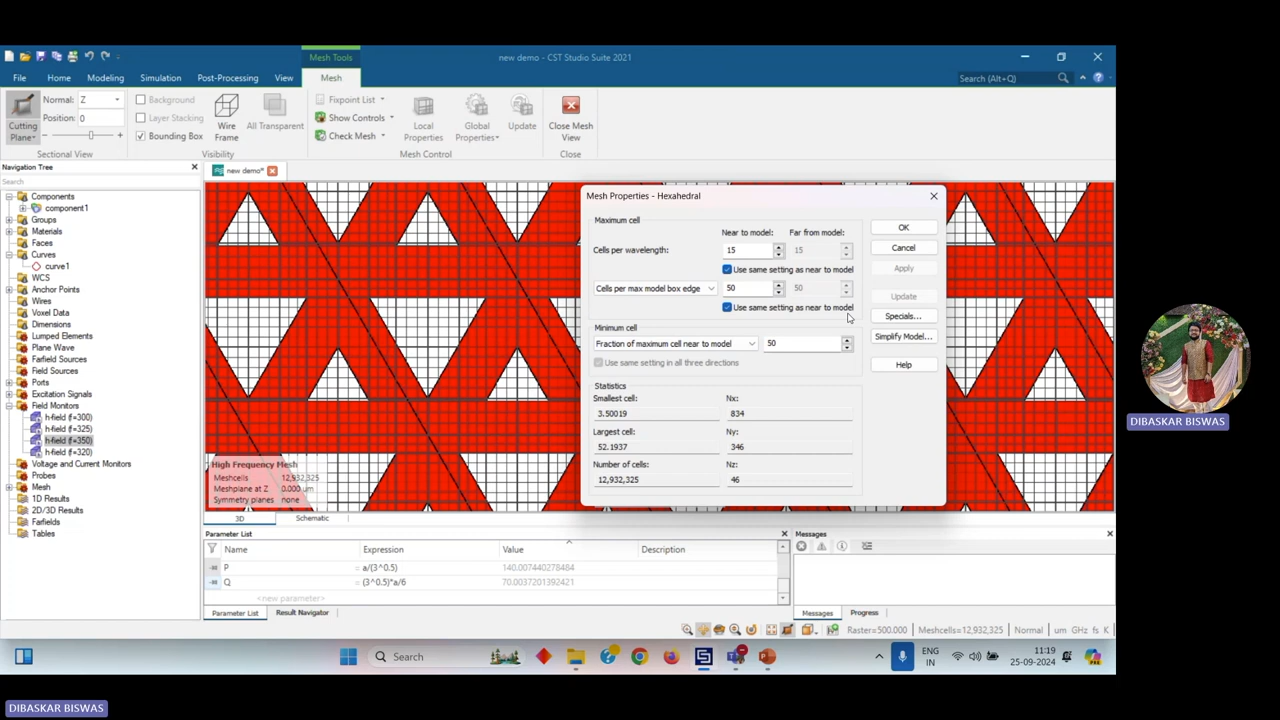 Mesh Tools
new demo - CST Studio Suite 2021
File Home Modeling Simulation Post-Processing View Mesh
Search (Alt+Q)
Normal: Z
Background
Fixpoint List
Position: 0
Layer Stacking
Show Controls
Cutting Plane
Bounding Box
Wire Frame
All Transparent
Check Mesh
Local Properties
Global Properties
Update
Close Mesh View
Sectional View
Visibility
Mesh Control
Close
Navigation Tree
new demo*
Search
Components
component1
Groups
Materials
Faces
Curves
curve1
WCS
Anchor Points
Wires
Voxel Data
Dimensions
Lumped Elements
Plane Wave
Farfield Sources
Field Sources
Ports
Excitation Signals
Field Monitors
h-field (f=300)
h-field (f=325)
h-field (f=350)
h-field (f=320)
Voltage and Current Monitors
Probes
Mesh
1D Results
2D/3D Results
Farfields
Tables
Mesh Properties - Hexahedral
Maximum cell
Near to model: Far from model:
Cells per wavelength: 15 15
Use same setting as near to model
Cells per max model box edge 50 50
Use same setting as near to model
Minimum cell
Fraction of maximum cell near to model 50
Use same setting in all three directions
Statistics
Smallest cell: Nx:
3.50019 834
Largest cell: Ny:
52.1937 346
Number of cells: Nz:
12,932,325 46
OK
Cancel
Apply
Update
Specials...
Simplify Model...
Help
High Frequency Mesh
Meshcells 12,932,325
Meshplane at Z 0.000 um
Symmetry planes none
3D Schematic
Parameter List
Name Expression Value Description
P = a/(3^0.5) 140.007440278484
Q = (3^0.5)*a/6 70.0037201392421
<new parameter>
Parameter List Result Navigator
Messages
Messages Progress
Raster=500.000 Meshcells=12,932,325 Normal um GHz fs K
Search
ENG
IN
11:19
25-09-2024
DIBASKAR BISWAS
DIBASKAR BISWAS